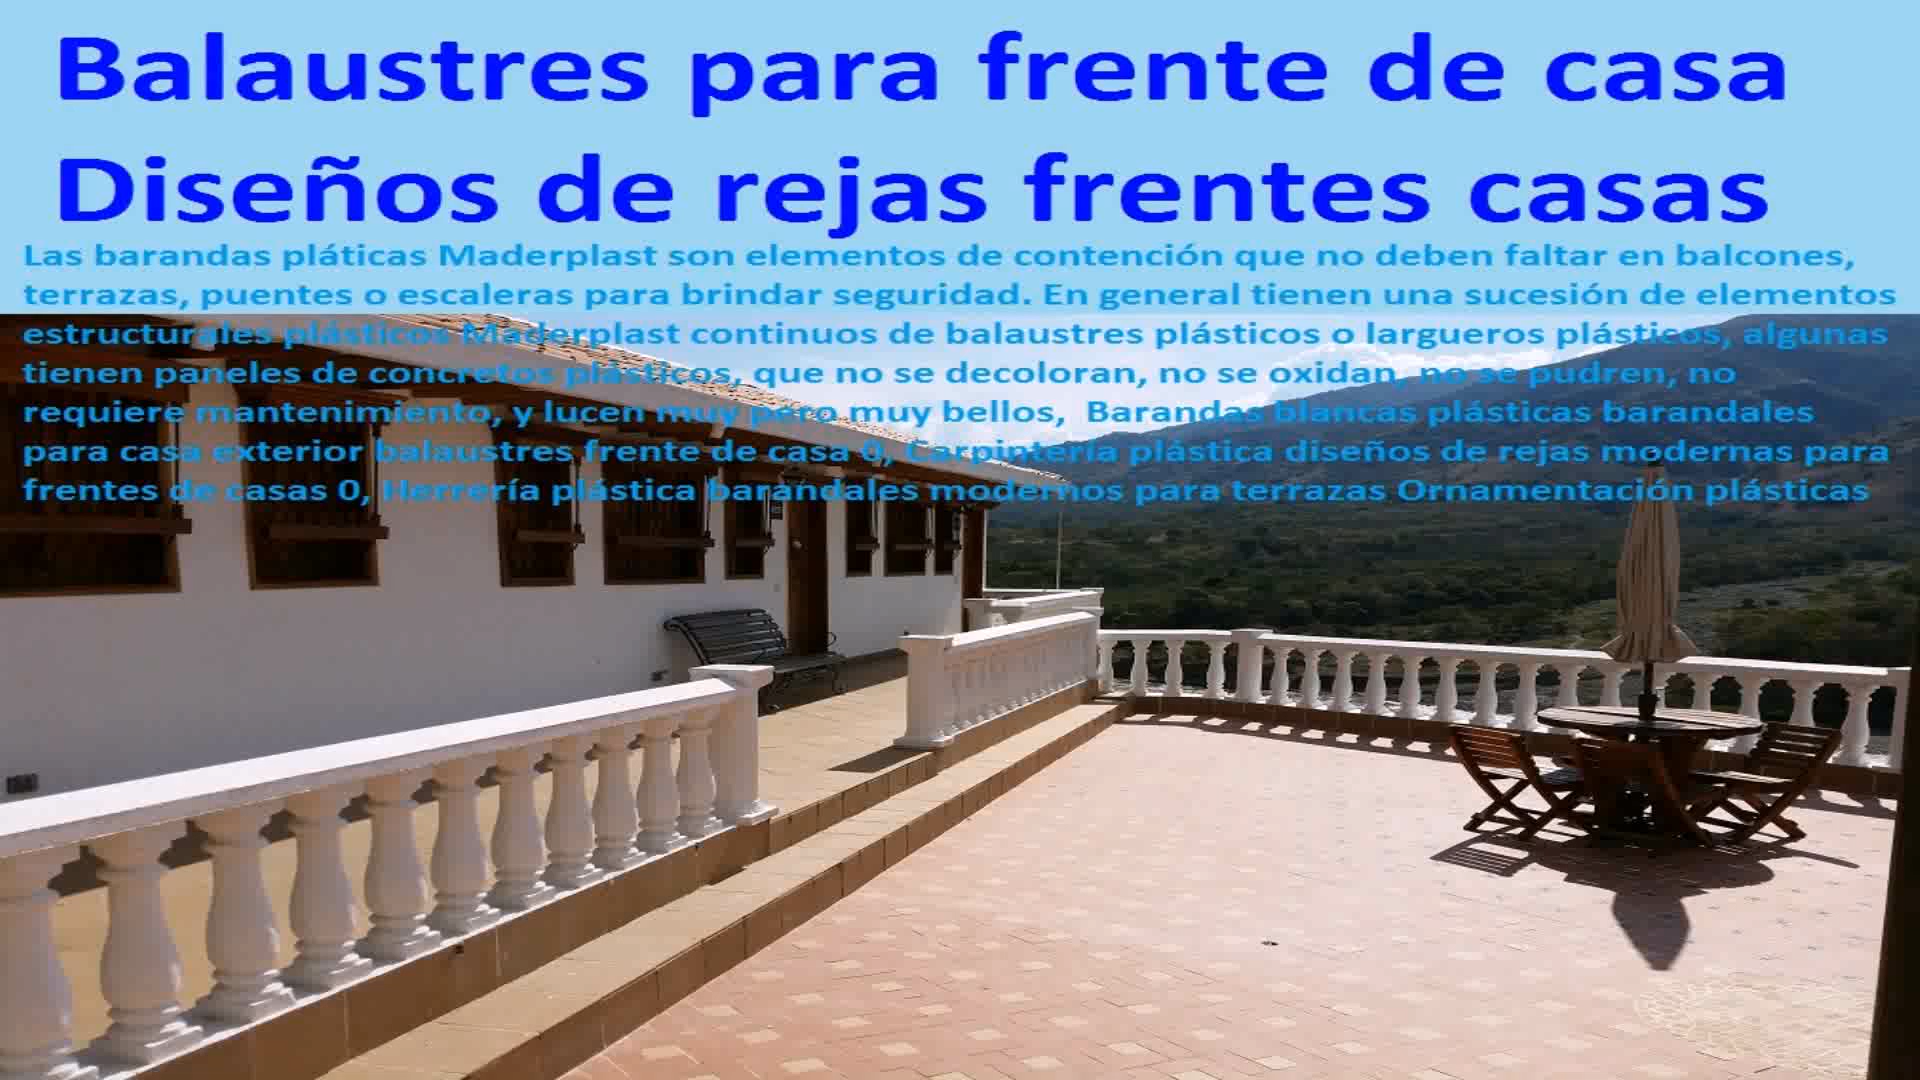 Balaustres para frente de casa
Diseños de rejas frentes casas
Las barandas pláticas Maderplast son elementos de contención que no deben faltar en balcones,
terrazas, puentes o escaleras para brindar seguridad. En general tienen una sucesión de elementos
estructurales plásticos Maderplast continuos de balaustres plásticos o largueros plásticos, algunas
tienen paneles de concretos plásticos, que no se decoloran, no se oxidan, no se pudren, no
requiere mantenimiento, y lucen muy pero muy bellos, Barandas blancas plásticas barandales
para casa exterior balaustres frente de casa 0, Carpintería plástica diseños de rejas modernas para
frentes de casas 0, Herrería plástica barandales modernos para terrazas Ornamentación plásticas